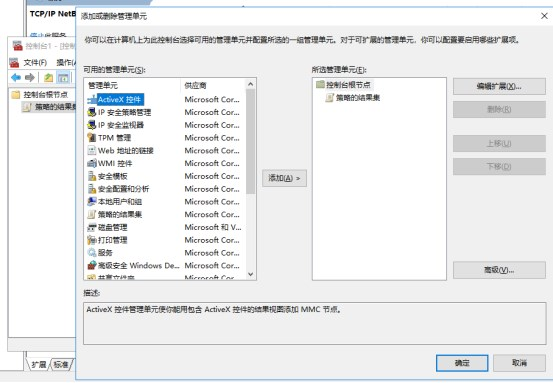 TCP/IP NetB
添加或删除管理单元
停止此服务
你可以在计算机上为此控制台选择可用的管理单元并配置所选的一组管理单元。对于可扩展的管理单元，你可以配置要启用哪些扩展项。
控制台1 - [控制
文件(F) 操作(A
控制台根节点
策略的结果集
可用的管理单元(S):
管理单元 供应商
ActiveX 控件 Microsoft Cor...
IP 安全策略管理 Microsoft Cor...
IP 安全监视器 Microsoft Cor...
TPM 管理 Microsoft Cor...
Web 地址的链接 Microsoft Cor...
WMI 控件 Microsoft Cor...
安全模板 Microsoft Cor...
安全配置和分析 Microsoft Cor...
本地用户和组 Microsoft Cor...
策略的结果集 Microsoft Cor...
磁盘管理 Microsoft 和 V...
打印管理 Microsoft Cor...
服务 Microsoft Cor...
高级安全 Windows De... Microsoft Cor...
共享文件夹 Microsoft Cor...
添加(A) >
所选管理单元(E):
控制台根节点
策略的结果集
编辑扩展(X)...
删除(R)
上移(U)
下移(D)
高级(V)...
描述:
ActiveX 控件管理单元使你能用包含 ActiveX 控件的结果视图添加 MMC 节点。
确定 取消
扩展 标准